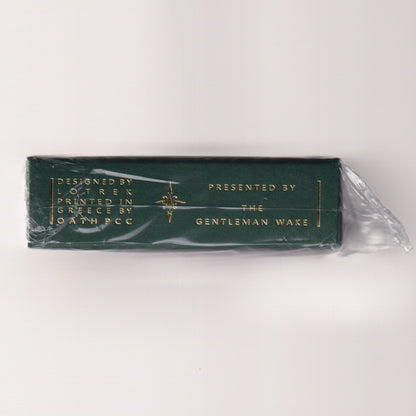 DESIGNED BY
LOTREK
PRINTED IN
GREECE BY
OATH PCC
PRESENTED BY
THE
GENTLEMAN WAKE